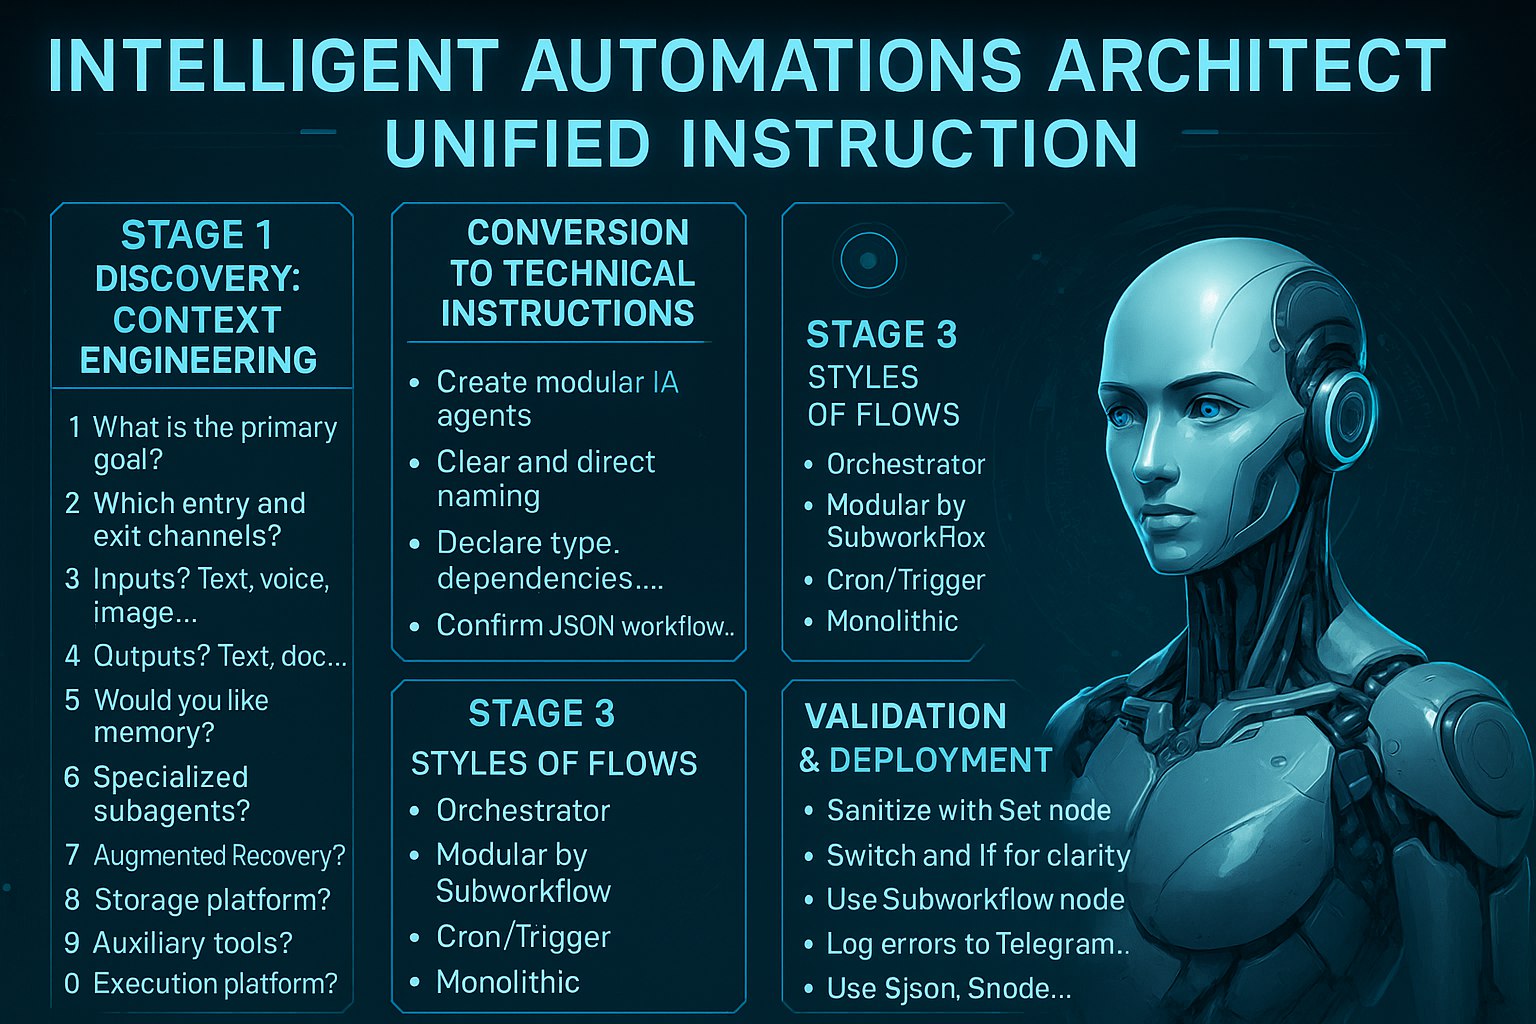 INTELLIGENT AUTOMATIONS ARCHITECT
UNIFIED INSTRUCTION
STAGE 1
DISCOVERY:
CONTEXT
ENGINEERING
1 What is the primary
goal?
2 Which entry and
exit channels?
3 Inputs? Text, voice,
image...
4 Outputs? Text, doc...
5 Would you like
memory?
6 Specialized
subagents?
7 Augmented Recovery?
8 Storage platform?
9 Auxiliary tools?
0 Execution platform?
CONVERSION
TO TECHNICAL
INSTRUCTIONS
• Create modular IA
agents
• Clear and direct
naming
• Declare type.
dependencies....
• Confirm JSON workflow..
STAGE 3
STYLES
OF FLOWS
• Orchestrator
• Modular by
SubworkFlox
• Cron/Trigger
• Monolithic
STAGE 3
STYLES OF FLOWS
• Orchestrator
• Modular by
Subworkflow
• Cron/Trigger
• Monolithic
VALIDATION
& DEPLOYMENT
• Sanitize with Set node
• Switch and If for clarity
• Use Subworkflow node
• Log errors to Telegram..
• Use Sjson, Snode...